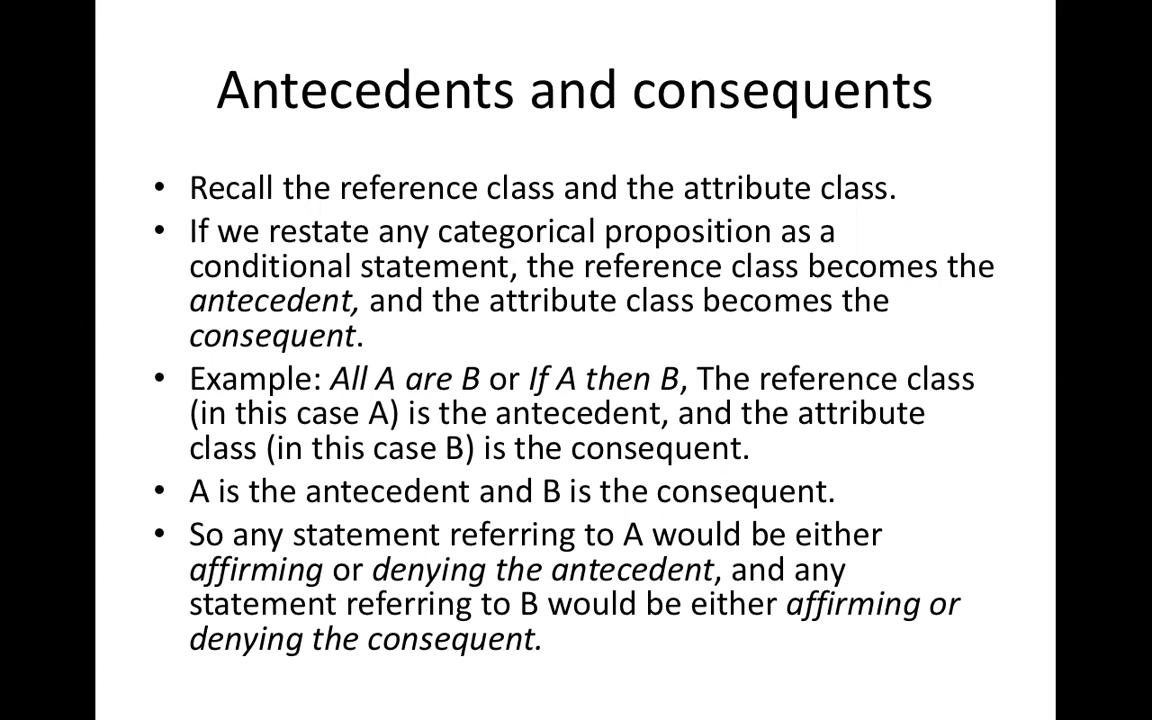 Antecedents and consequents
• Recall the reference class and the attribute class.
• If we restate any categorical proposition as a
conditional statement, the reference class becomes the
antecedent, and the attribute class becomes the
consequent.
• Example: All A are B or If A then B, The reference class
(in this case A) is the antecedent, and the attribute
class (in this case B) is the consequent.
• A is the antecedent and B is the consequent.
• So any statement referring to A would be either
affirming or denying the antecedent, and any
statement referring to B would be either affirming or
denying the consequent.